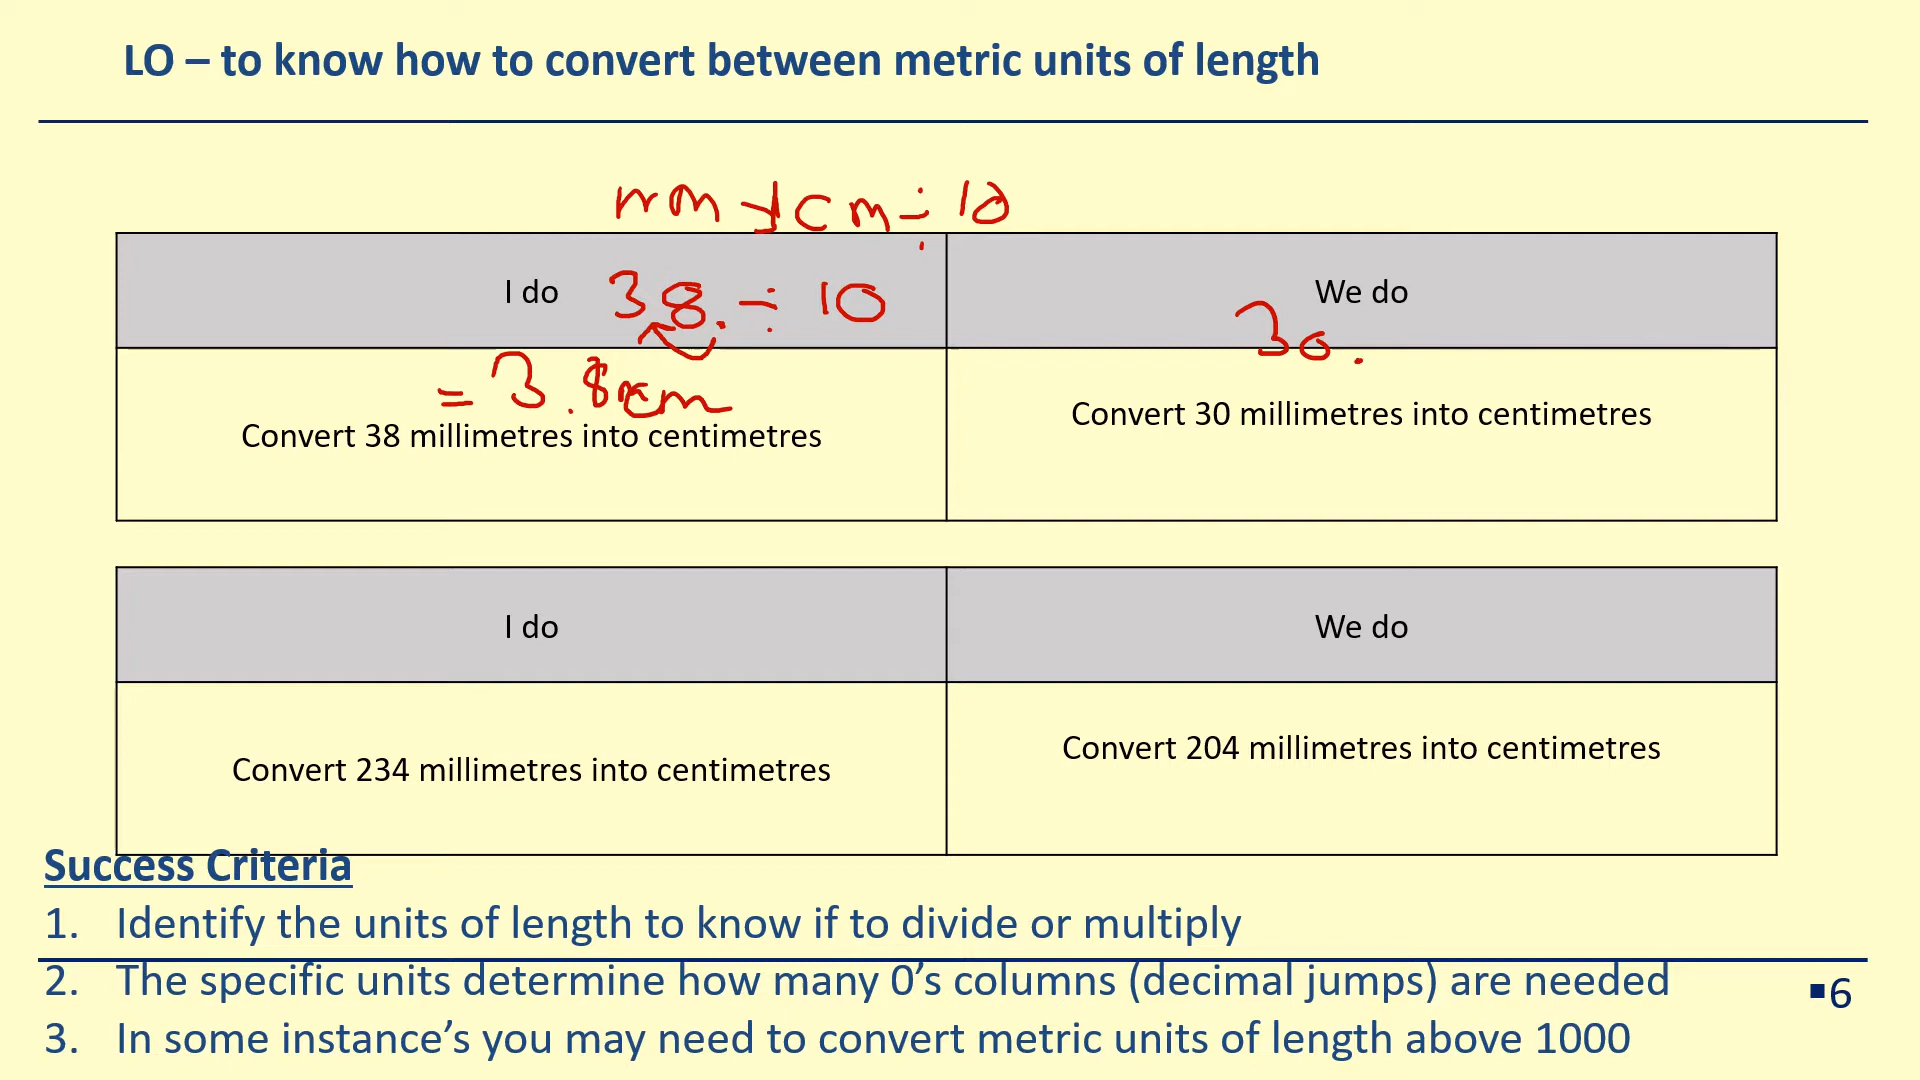 LO – to know how to convert between metric units of length
mm → cm ÷ 10
I do
38. ÷ 10
We do
30.
= 3.8 cm
Convert 38 millimetres into centimetres
Convert 30 millimetres into centimetres
I do
We do
Convert 234 millimetres into centimetres
Convert 204 millimetres into centimetres
Success Criteria
1. Identify the units of length to know if to divide or multiply
2. The specific units determine how many 0’s columns (decimal jumps) are needed
3. In some instance’s you may need to convert metric units of length above 1000
▪6